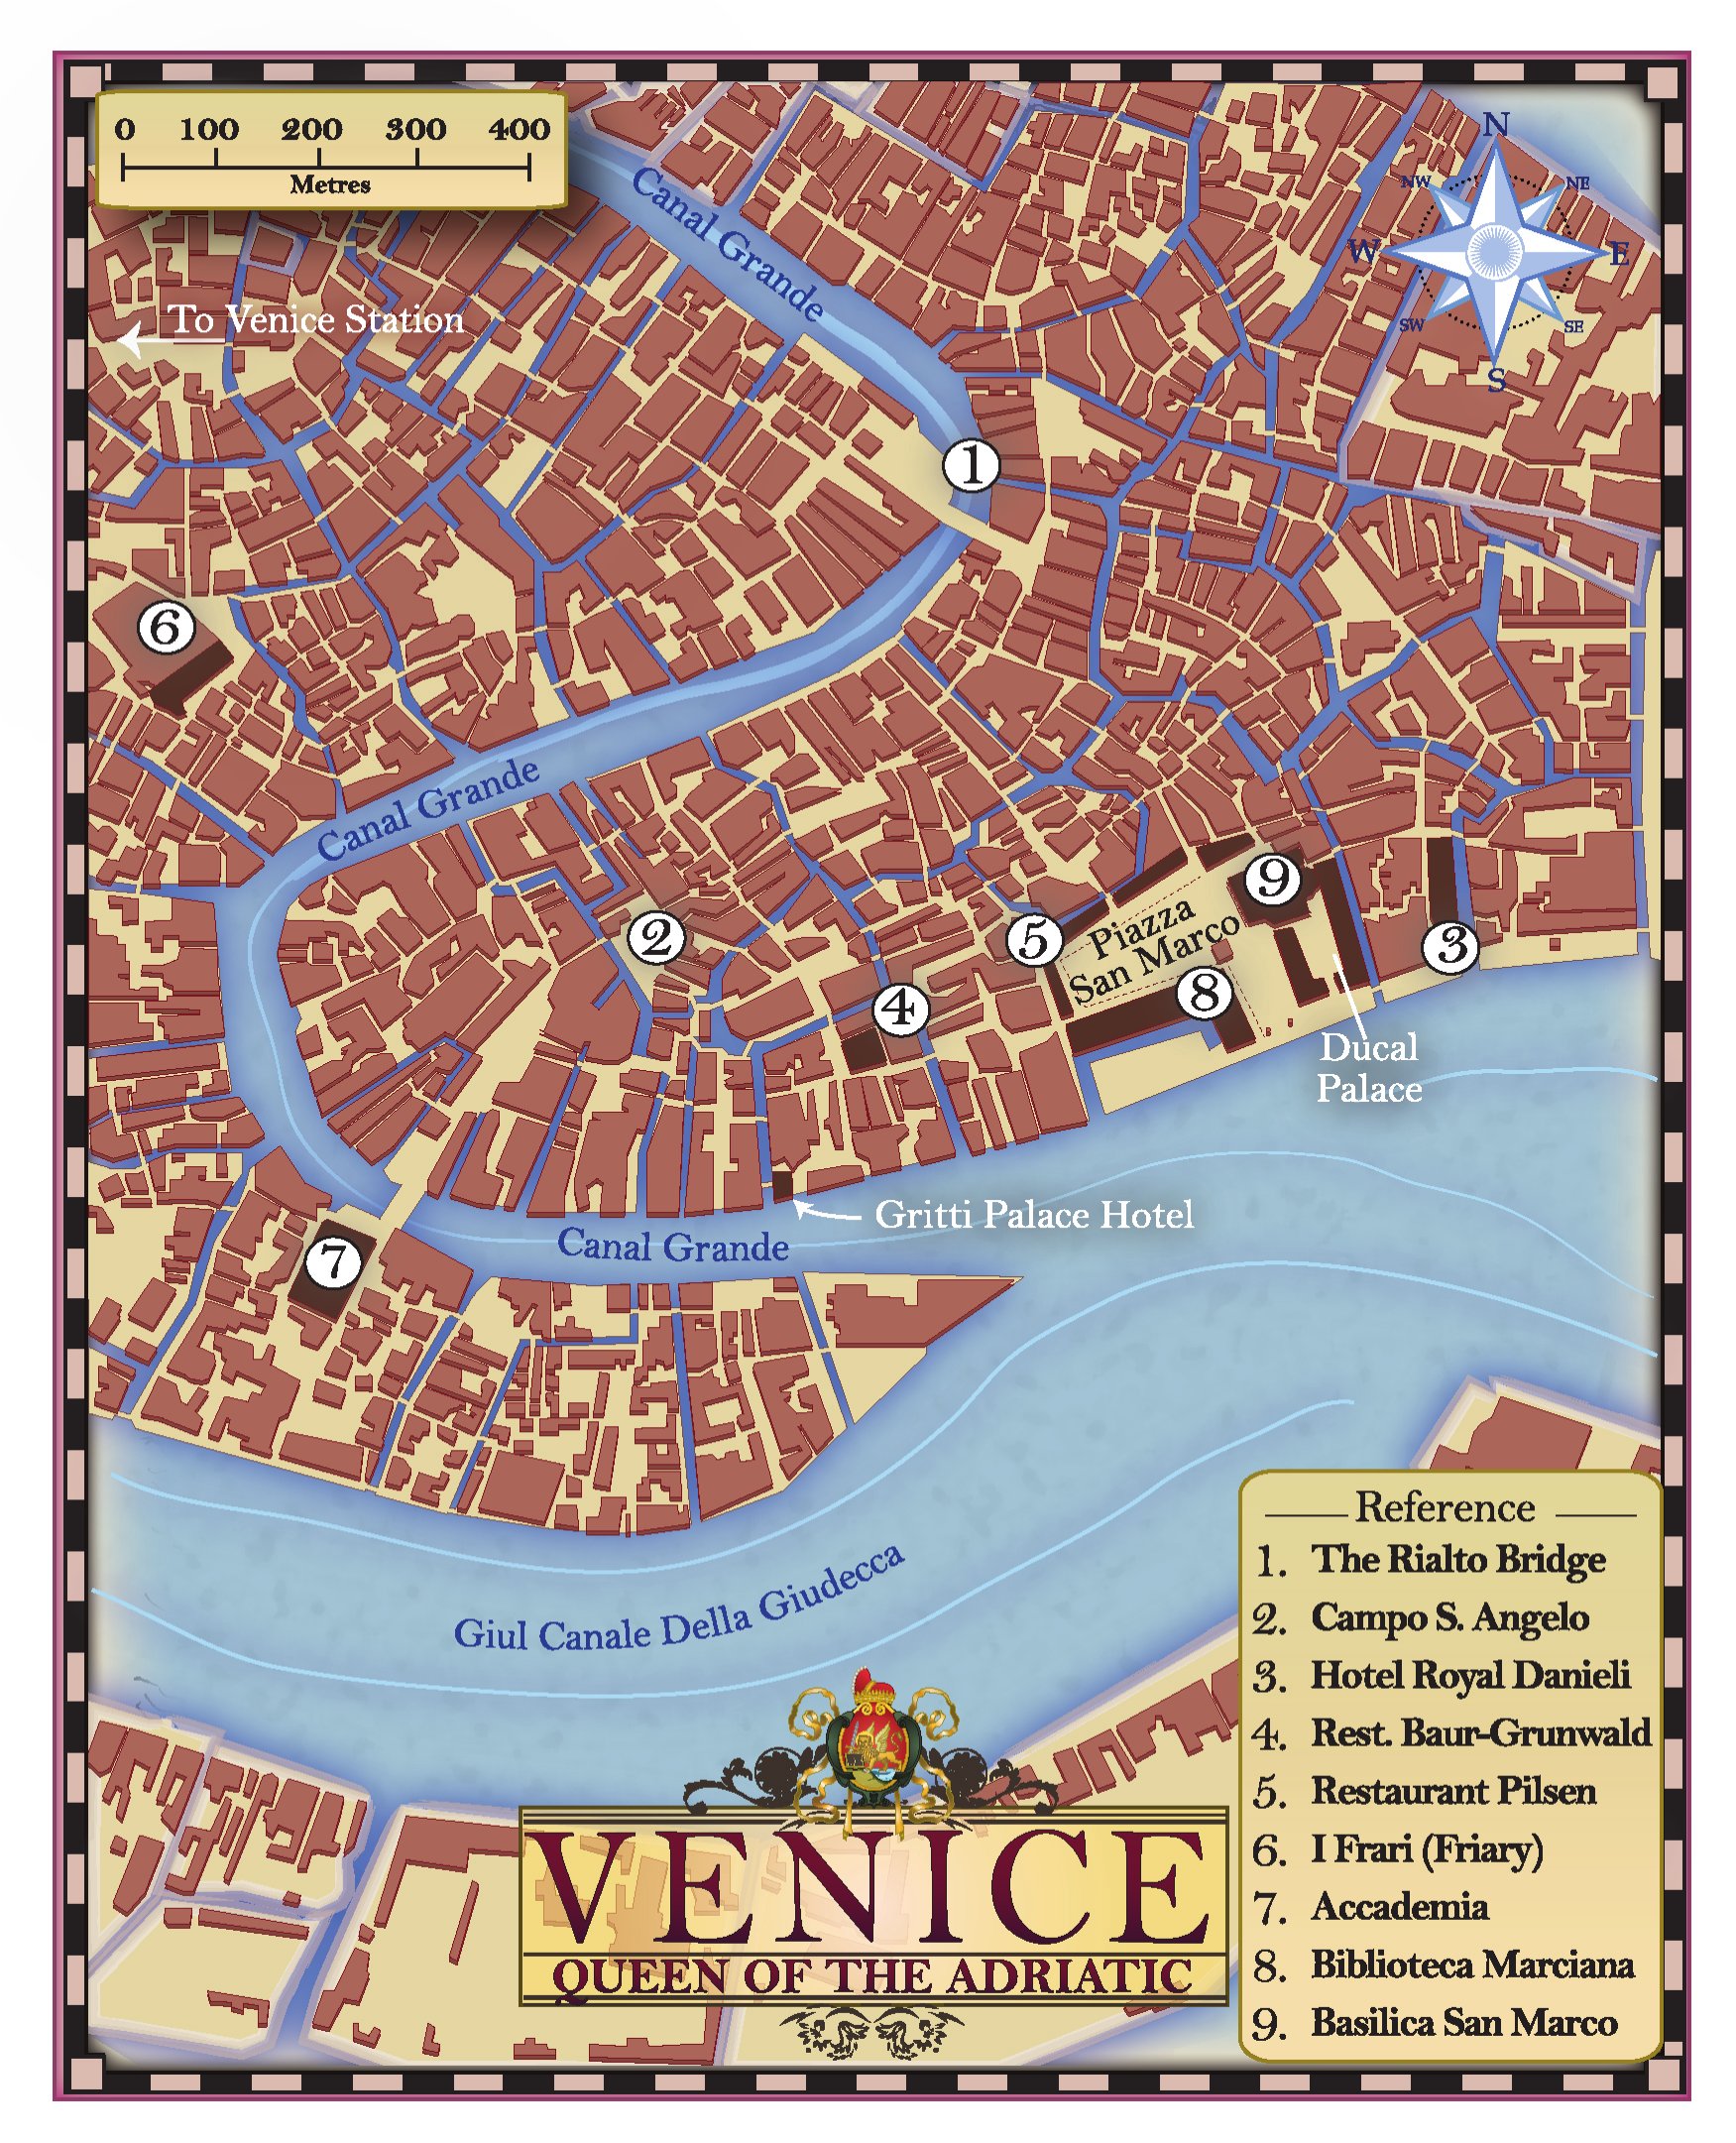 0 100 200 300 400
Metres
N
NW NE
W E
SW SE
S
Canal Grande
To Venice Station
1
6
Canal Grande
2
9
5
Piazza
San Marco
3
8
4
Ducal
Palace
Gritti Palace Hotel
Canal Grande
7
Giul Canale Della Giudecca
Reference
1. The Rialto Bridge
2. Campo S. Angelo
3. Hotel Royal Danieli
4. Rest. Baur-Grunwald
5. Restaurant Pilsen
6. I Frari (Friary)
7. Accademia
8. Biblioteca Marciana
9. Basilica San Marco
VENICE
QUEEN OF THE ADRIATIC